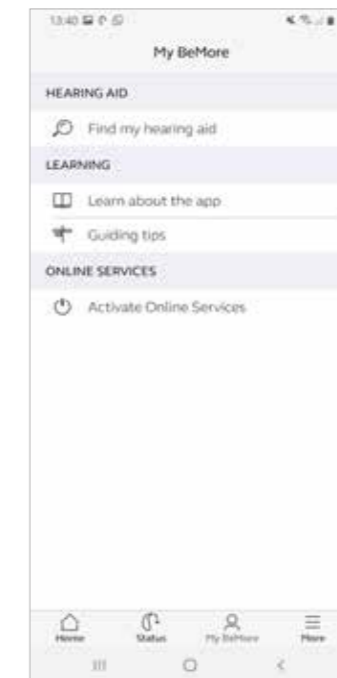 13:40
My BeMore
HEARING AID
Find my hearing aid
LEARNING
Learn about the app
Guiding tips
ONLINE SERVICES
Activate Online Services
Home Status My BeMore More